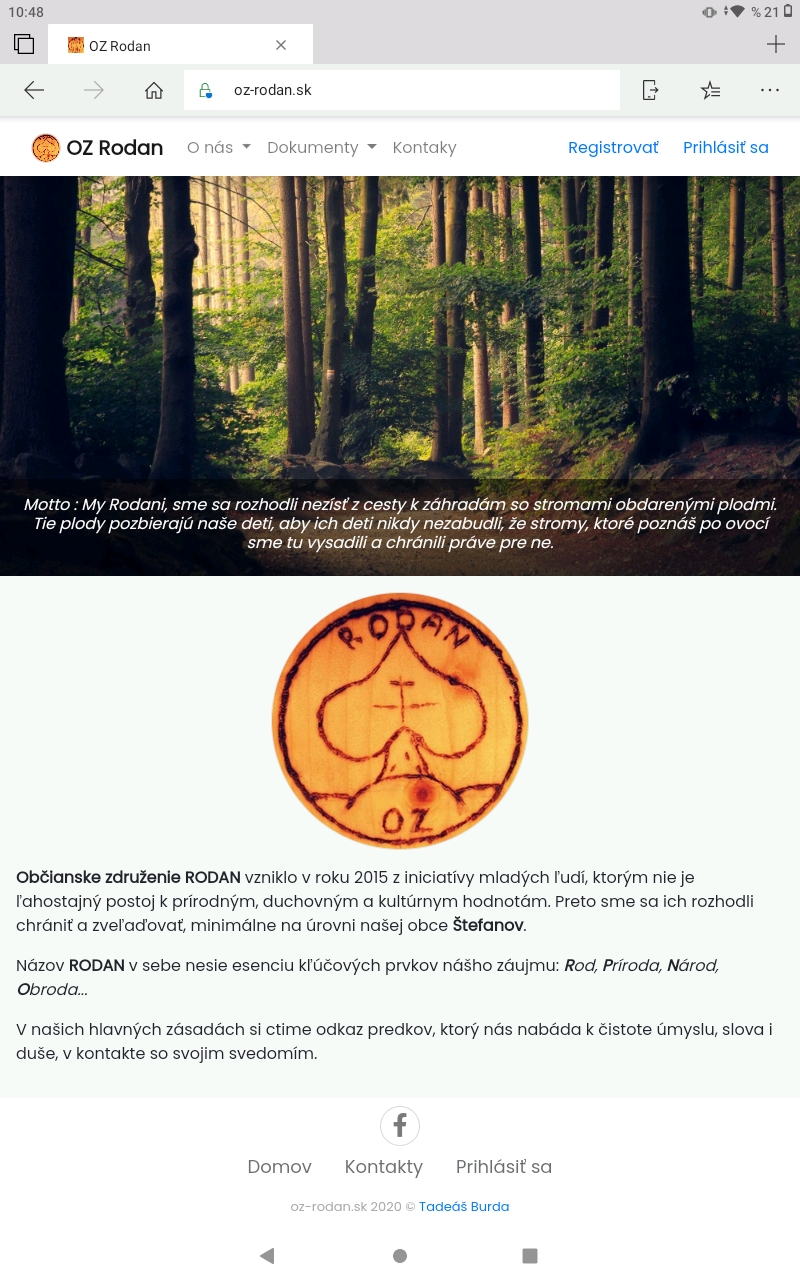 10:48
% 21
OZ Rodan
oz-rodan.sk
OZ Rodan O nás Dokumenty Kontaky Registrovať Prihlásiť sa
Motto : My Rodani, sme sa rozhodli nezísť z cesty k záhradám so stromami obdarenými plodmi.
Tie plody pozbierajú naše deti, aby ich deti nikdy nezabudli, že stromy, ktoré poznáš po ovocí
sme tu vysadili a chránili práve pre ne.
RODAN
OZ
Občianske združenie RODAN vzniklo v roku 2015 z iniciatívy mladých ľudí, ktorým nie je
ľahostajný postoj k prírodným, duchovným a kultúrnym hodnotám. Preto sme sa ich rozhodli
chrániť a zveľaďovať, minimálne na úrovni našej obce Štefanov.
Názov RODAN v sebe nesie esenciu kľúčových prvkov nášho záujmu: Rod, Príroda, Národ,
Obroda...
V našich hlavných zásadách si ctime odkaz predkov, ktorý nás nabáda k čistote úmyslu, slova i
duše, v kontakte so svojim svedomím.
Domov Kontakty Prihlásiť sa
oz-rodan.sk 2020 © Tadeáš Burda